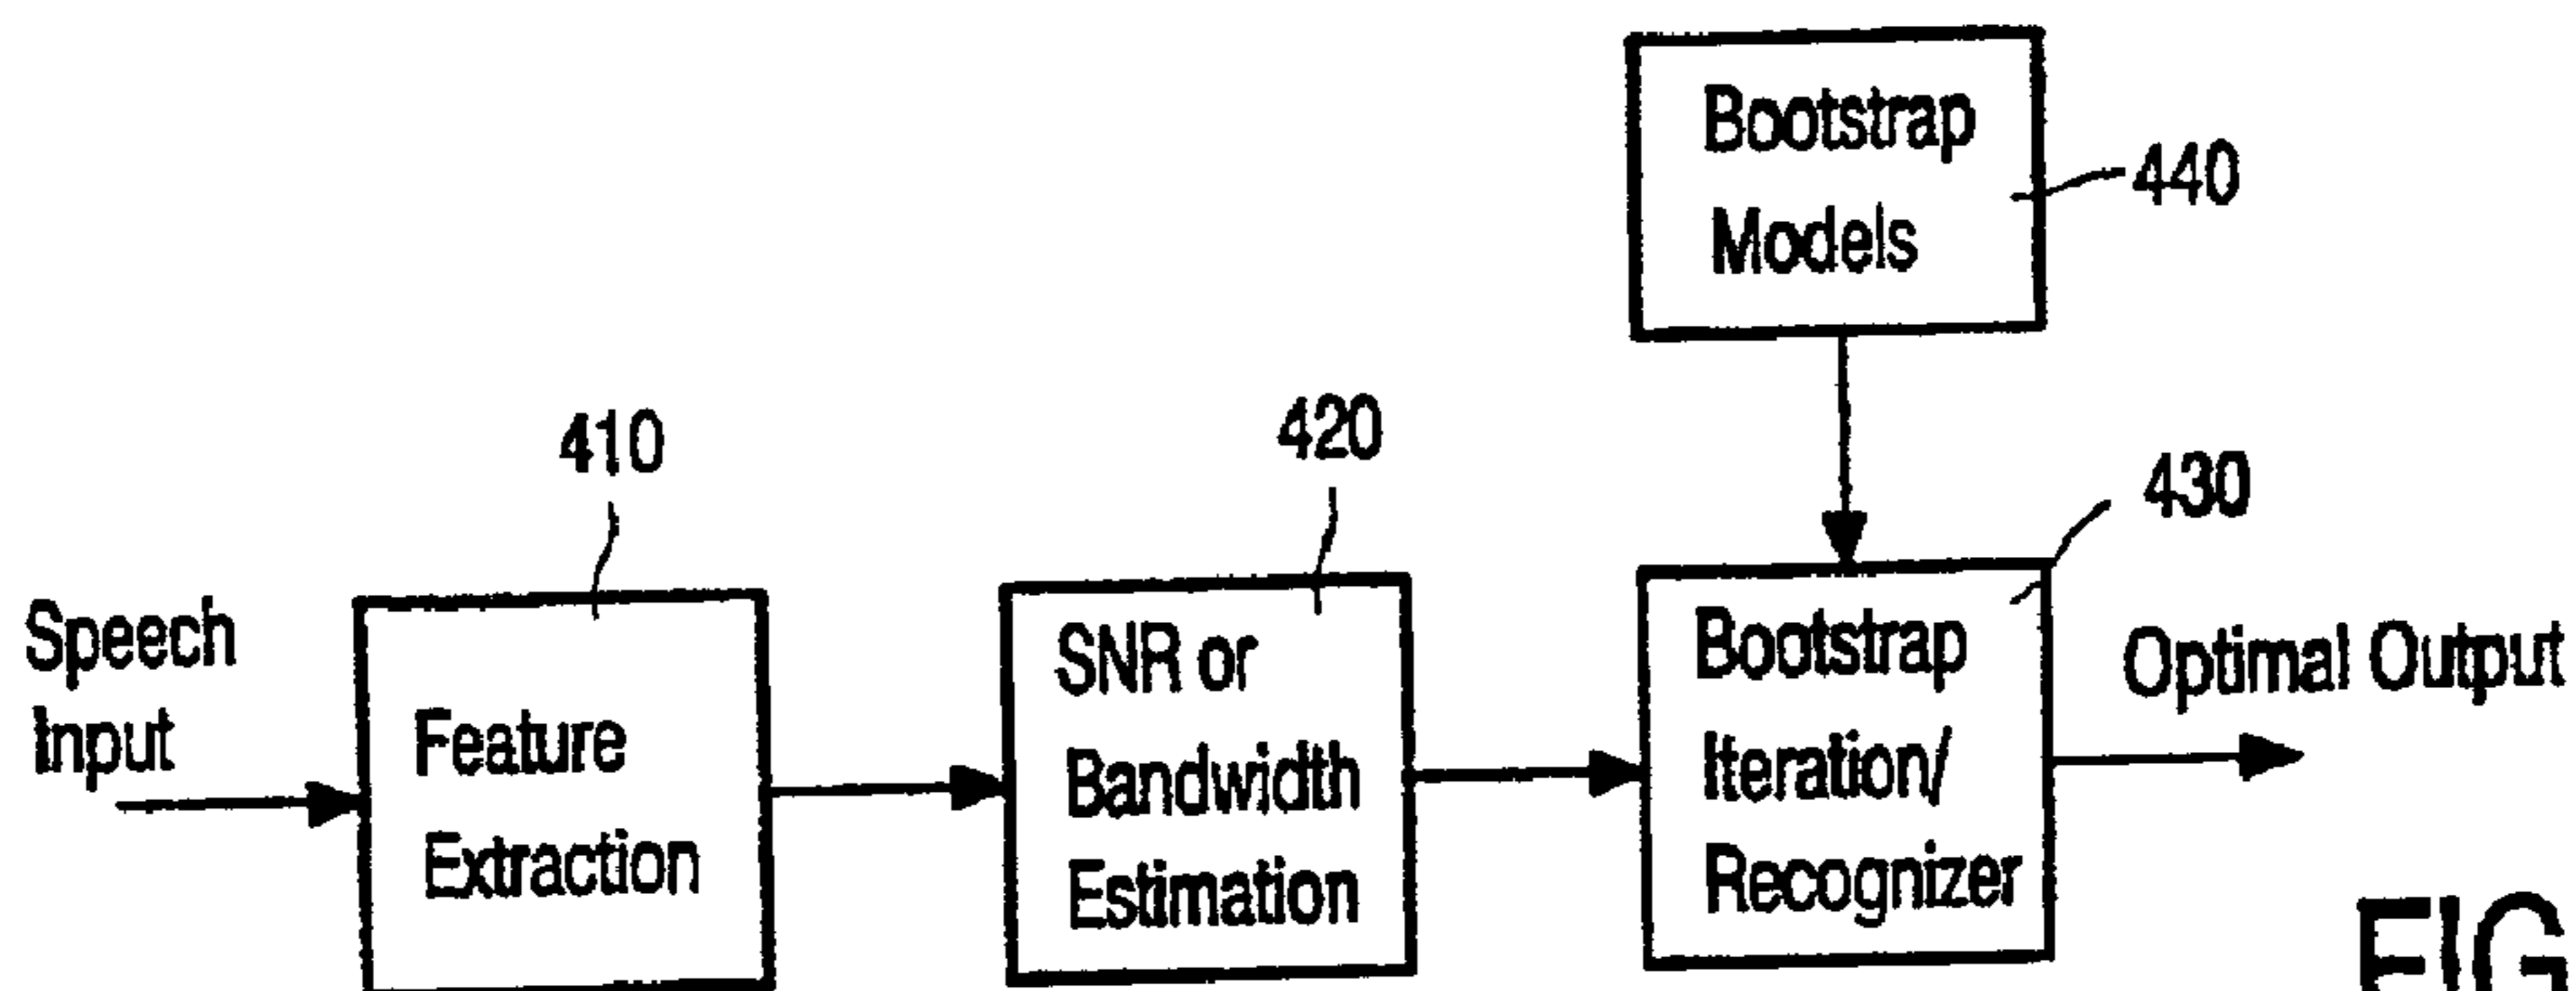 Bootstrap
Models
440
410
420
430
Speech
Input
Feature
Extraction
SNR or
Bandwidth
Estimation
Bootstrap
Iteration/
Recognizer
Optimal Output
FIG